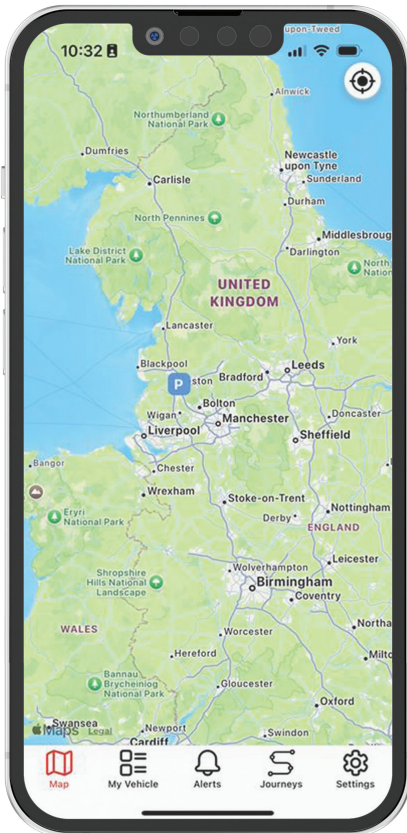 upon-Tweed
10:32
Alnwick
Northumberland
National Park
Dumfries
Newcastle
upon Tyne
Carlisle
Sunderland
Durham
North Pennines
Middlesbroug
Lake District
National Park
Darlington
North
Nation
UNITED
KINGDOM
Lancaster
York
Blackpool
Leeds
P
ston
Bradford
Bolton
Wigan
Manchester
Doncaster
Liverpool
Sheffield
Bangor
Chester
Wrexham
Stoke-on-Trent
Nottingham
Eryri
National Park
Derby
ENGLAND
Leicester
Wolverhampton
Shropshire
Hills National
Landscape
Birmingham
Coventry
WALES
Worcester
Northa
Hereford
Milto
Bannau
Brycheiniog
National Park
Gloucester
Oxford
Swansea
Maps
Legal
Newport
Cardiff
Swindon
Map
My Vehicle
Alerts
Journeys
Settings